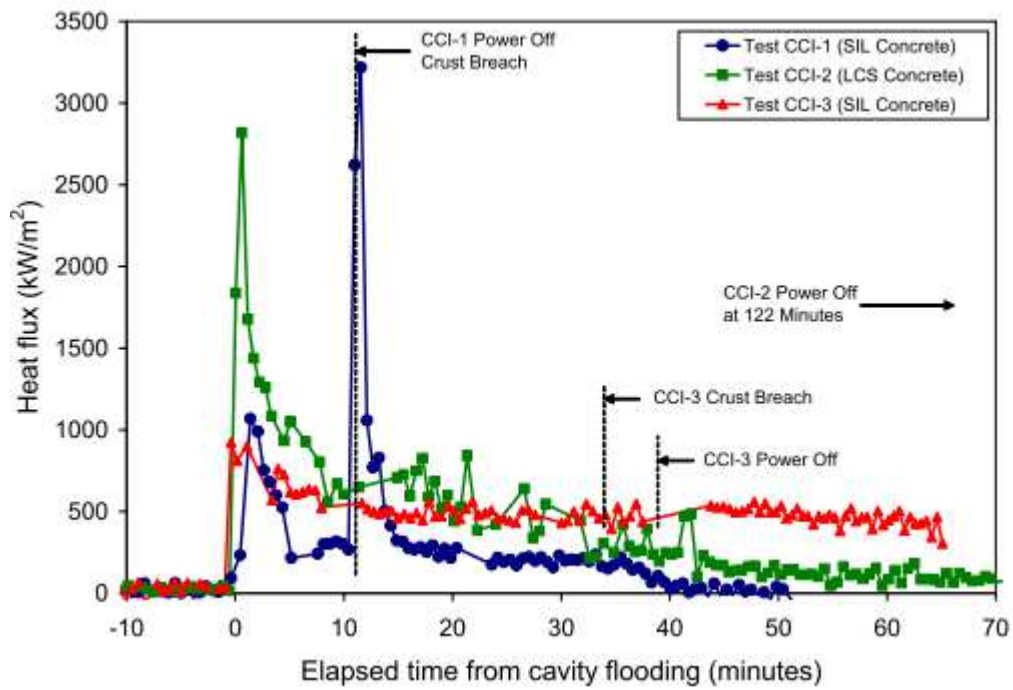 3500
3000
2500
2000
1500
1000
500
0
Heat flux (kW/m²)
CCI-1 Power Off
Crust Breach
Test CCI-1 (SIL Concrete)
Test CCI-2 (LCS Concrete)
Test CCI-3 (SIL Concrete)
CCI-2 Power Off
at 122 Minutes
CCI-3 Crust Breach
CCI-3 Power Off
-10 0 10 20 30 40 50 60 70
Elapsed time from cavity flooding (minutes)